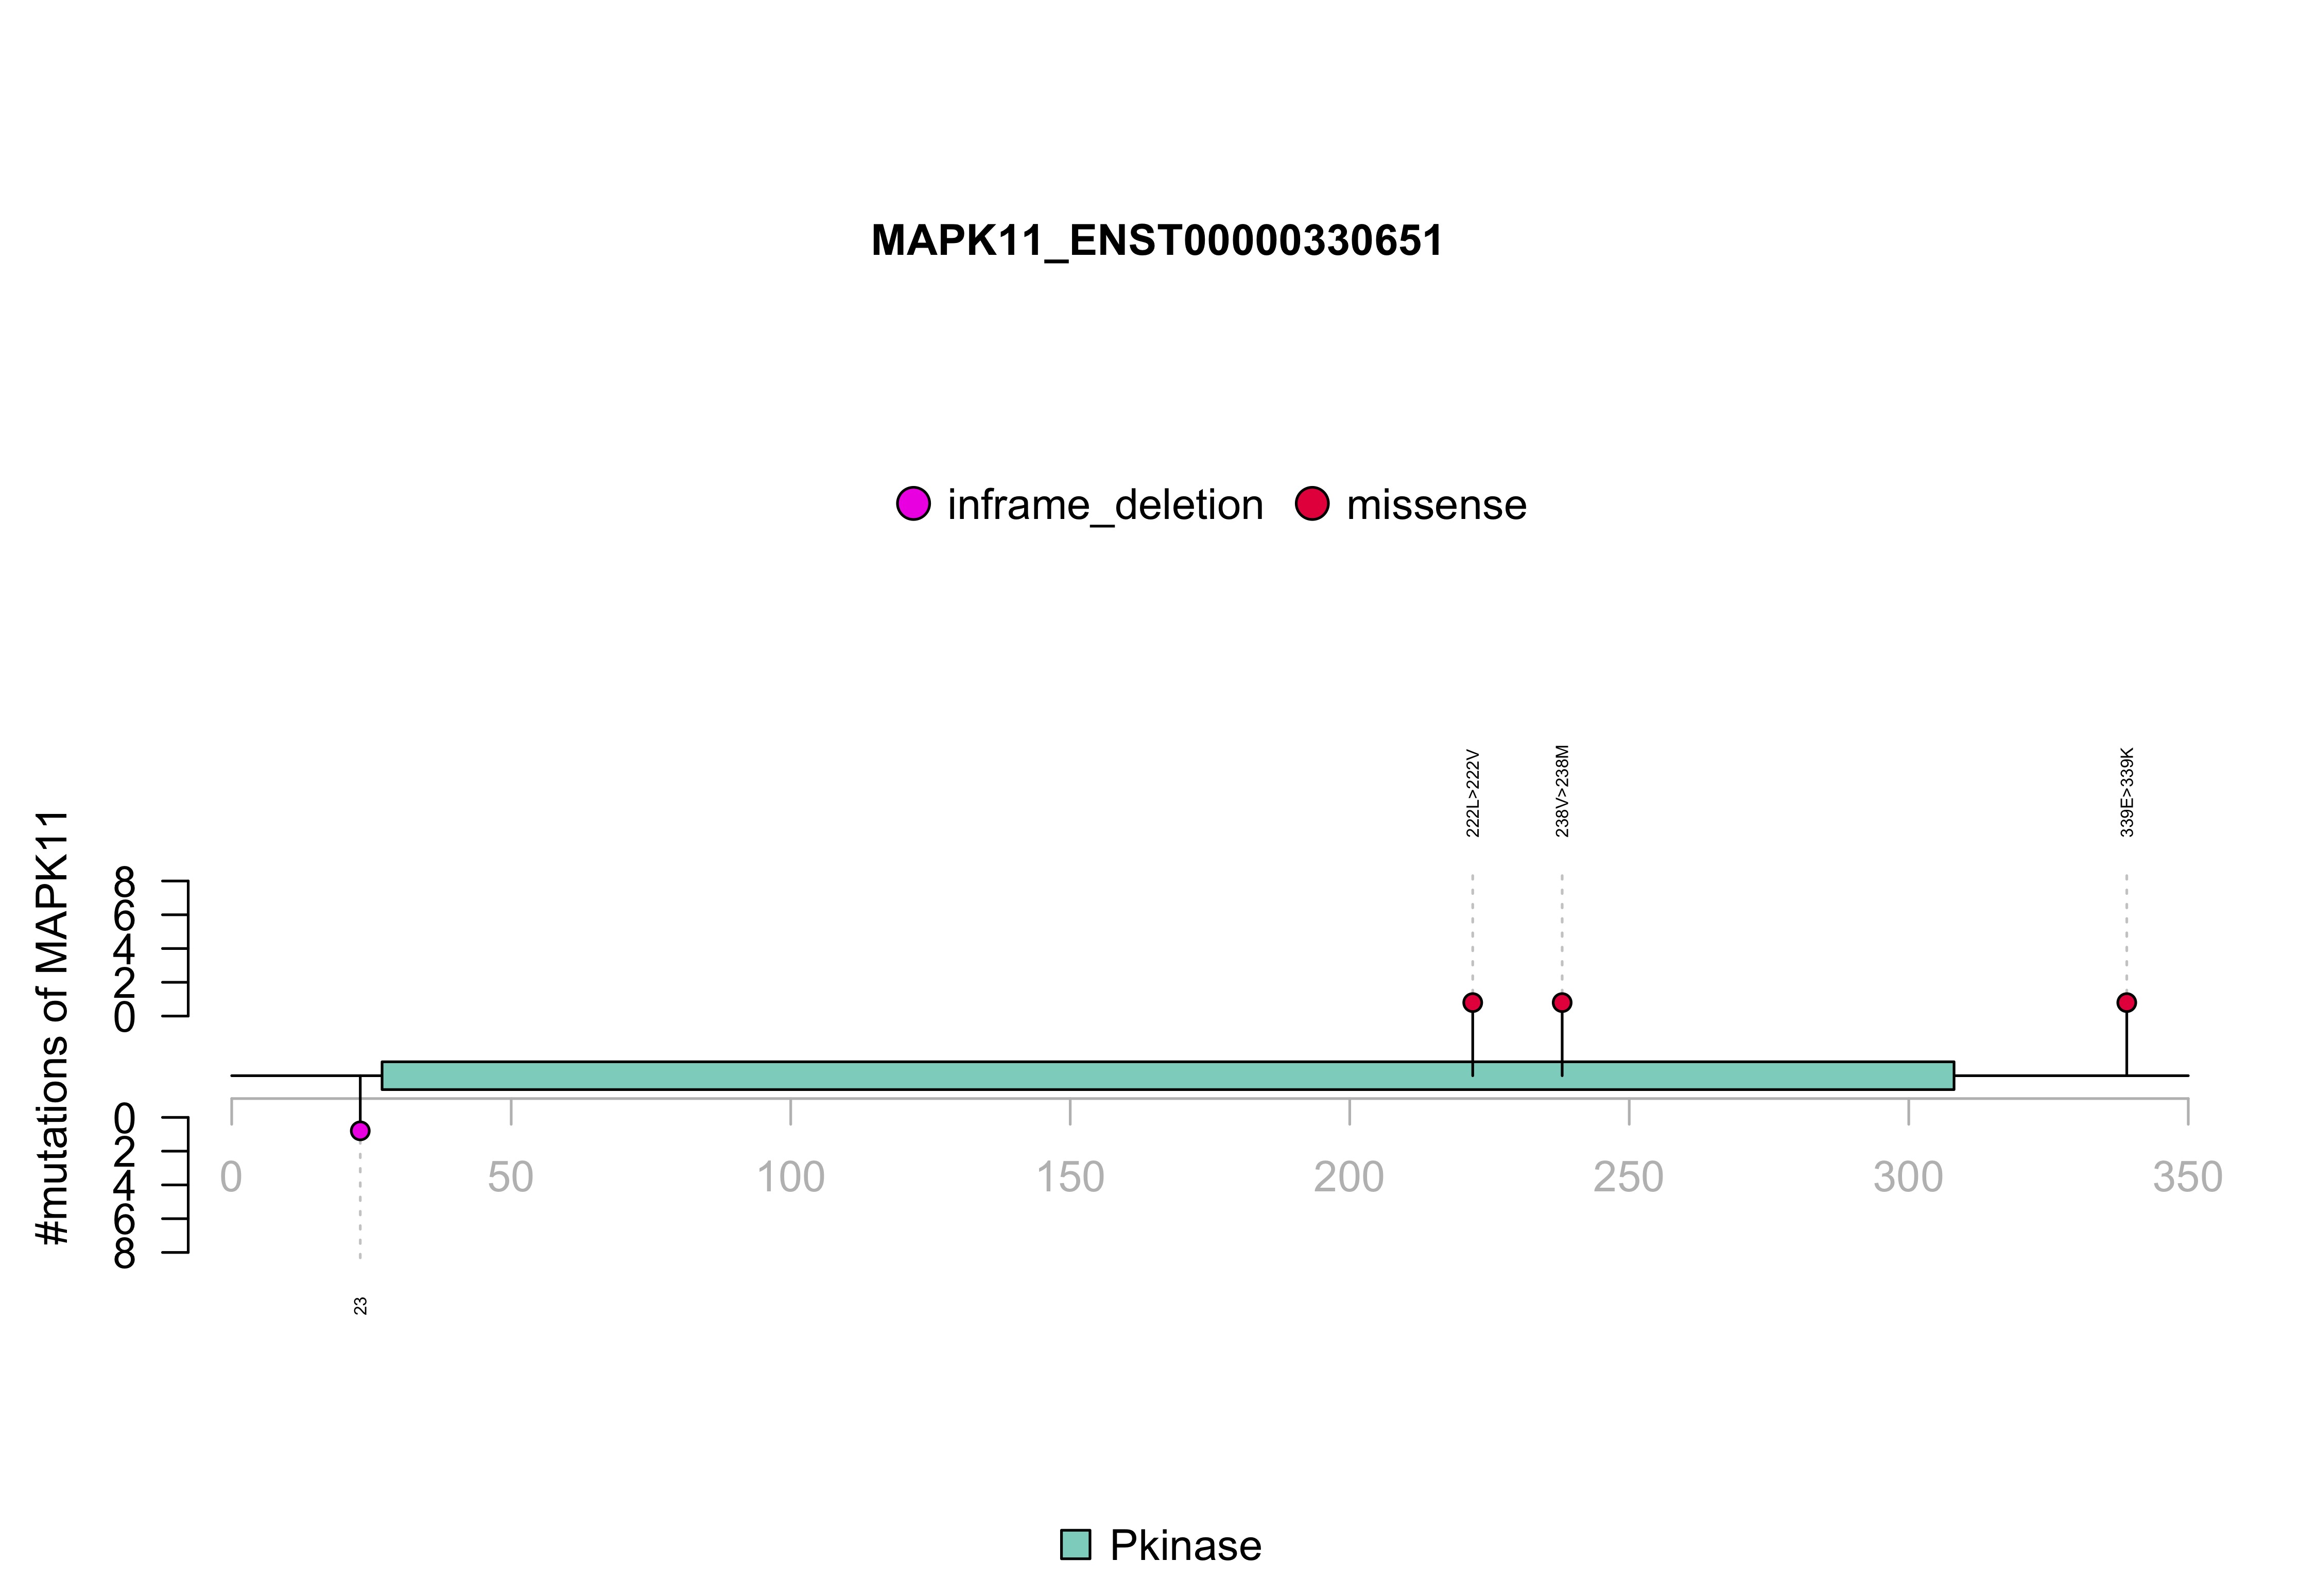 MAPK11_ENST00000330651
inframe_deletion missense
222L>222V
238V>238M
339E>339K
#mutations of MAPK11
8
6
4
2
0
0
2
4
6
8
0 50 100 150 200 250 300 350
23
Pkinase